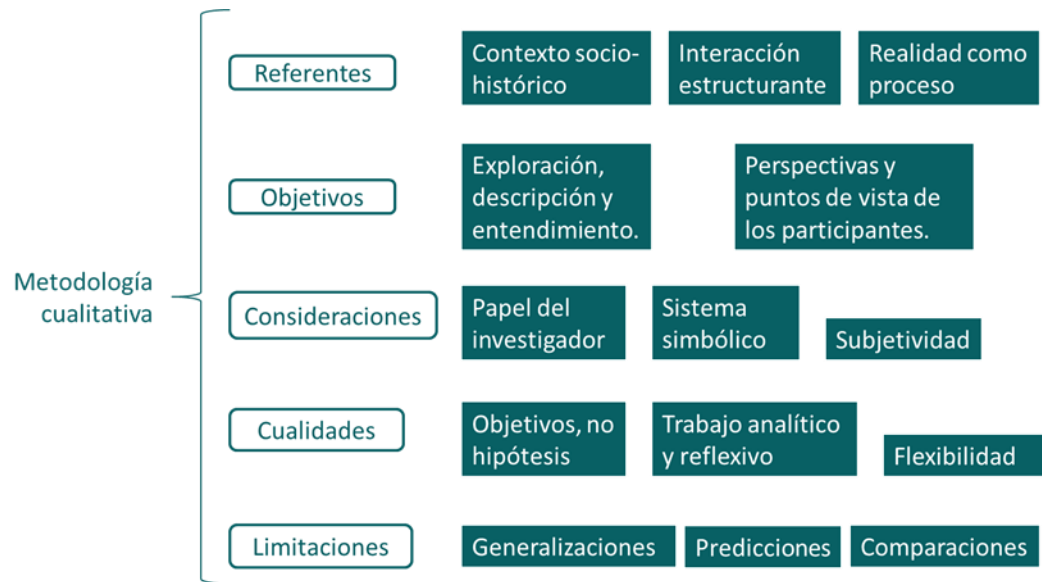 Metodología
cualitativa
Referentes
Contexto socio-
histórico
Interacción
estructurante
Realidad como
proceso
Objetivos
Exploración,
descripción y
entendimiento.
Perspectivas y
puntos de vista de
los participantes.
Consideraciones
Papel del
investigador
Sistema
simbólico
Subjetividad
Cualidades
Objetivos, no
hipótesis
Trabajo analítico
y reflexivo
Flexibilidad
Limitaciones
Generalizaciones
Predicciones
Comparaciones